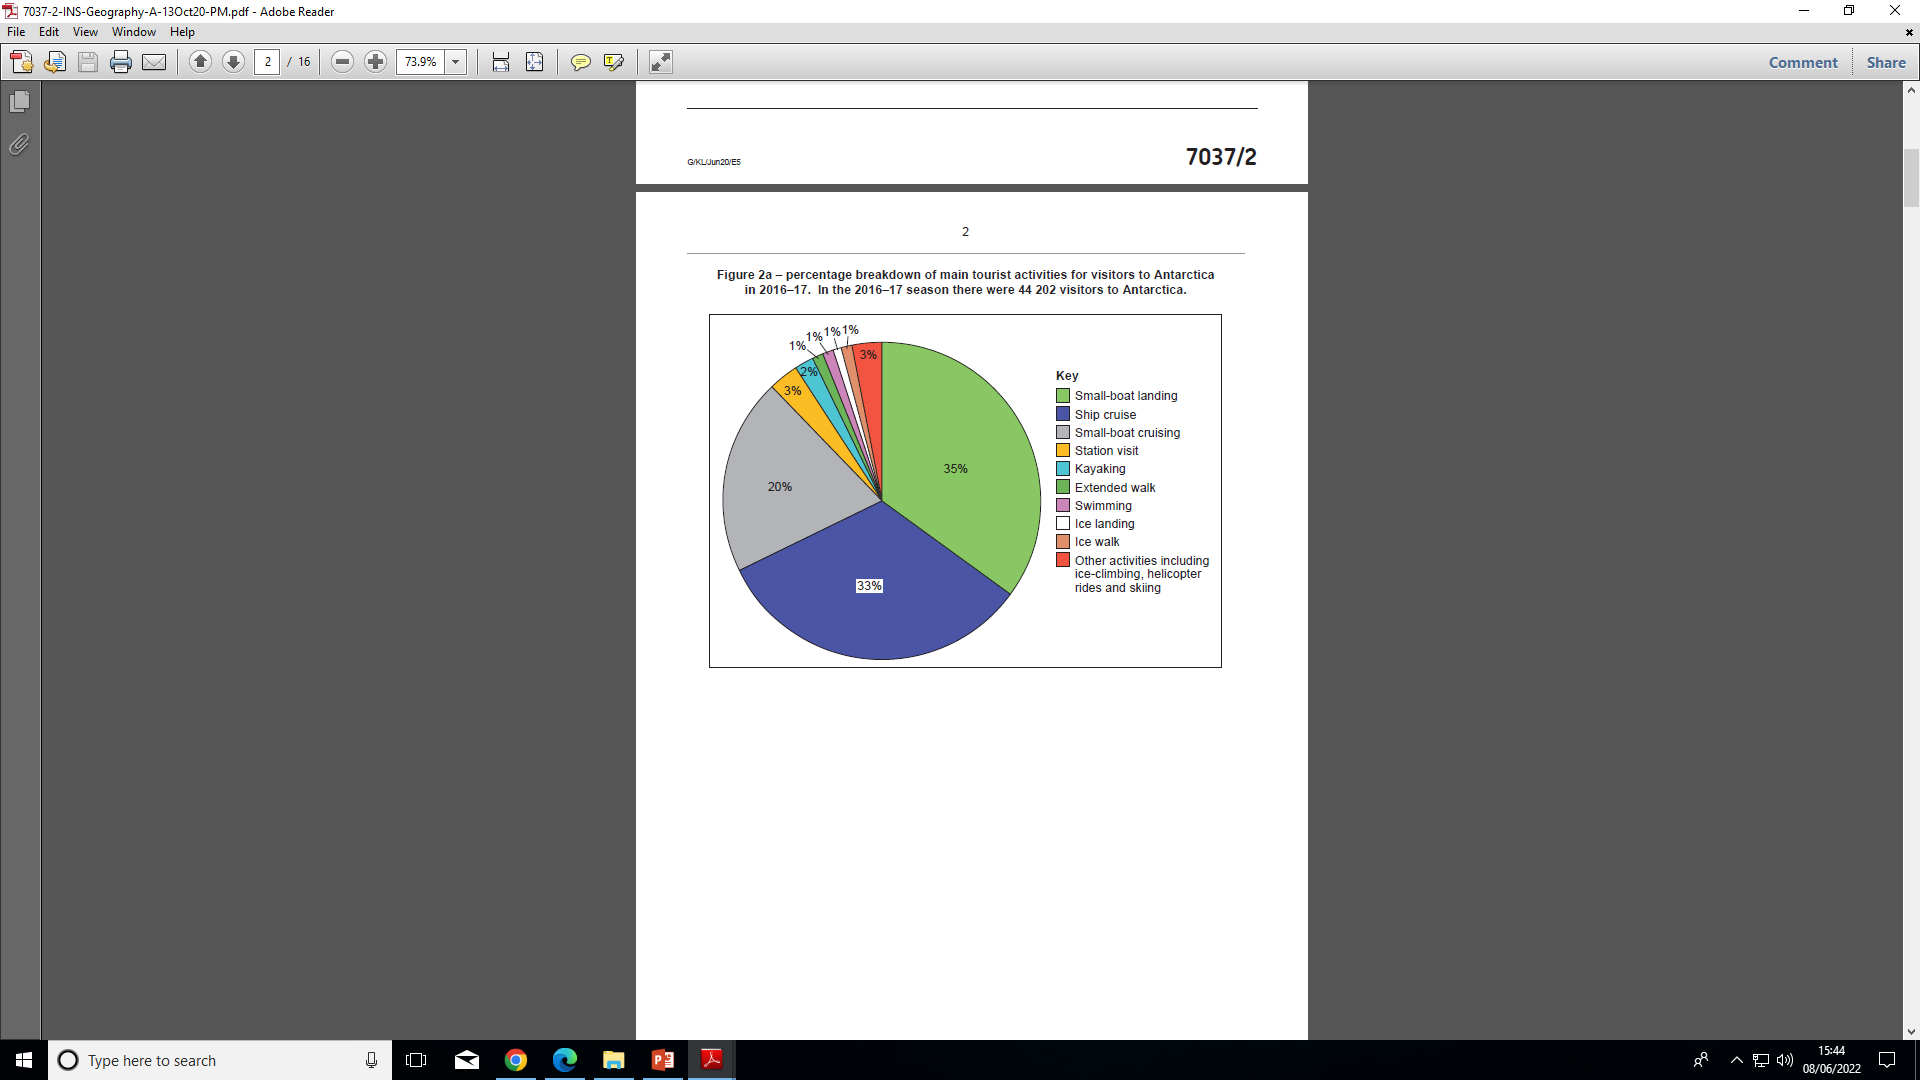 7037-2-INS-Geography-A-13Oct20-PM.pdf - Adobe Reader
File Edit View Window Help
2 / 16 73.9% Comment Share
G/KL/Jun20/E5 7037/2
2
Figure 2a – percentage breakdown of main tourist activities for visitors to Antarctica
in 2016–17. In the 2016–17 season there were 44 202 visitors to Antarctica.
1% 1% 1% 1%
3%
2%
3%
35%
20%
33%
Key
Small-boat landing
Ship cruise
Small-boat cruising
Station visit
Kayaking
Extended walk
Swimming
Ice landing
Ice walk
Other activities including
ice-climbing, helicopter
rides and skiing
Type here to search
15:44
08/06/2022